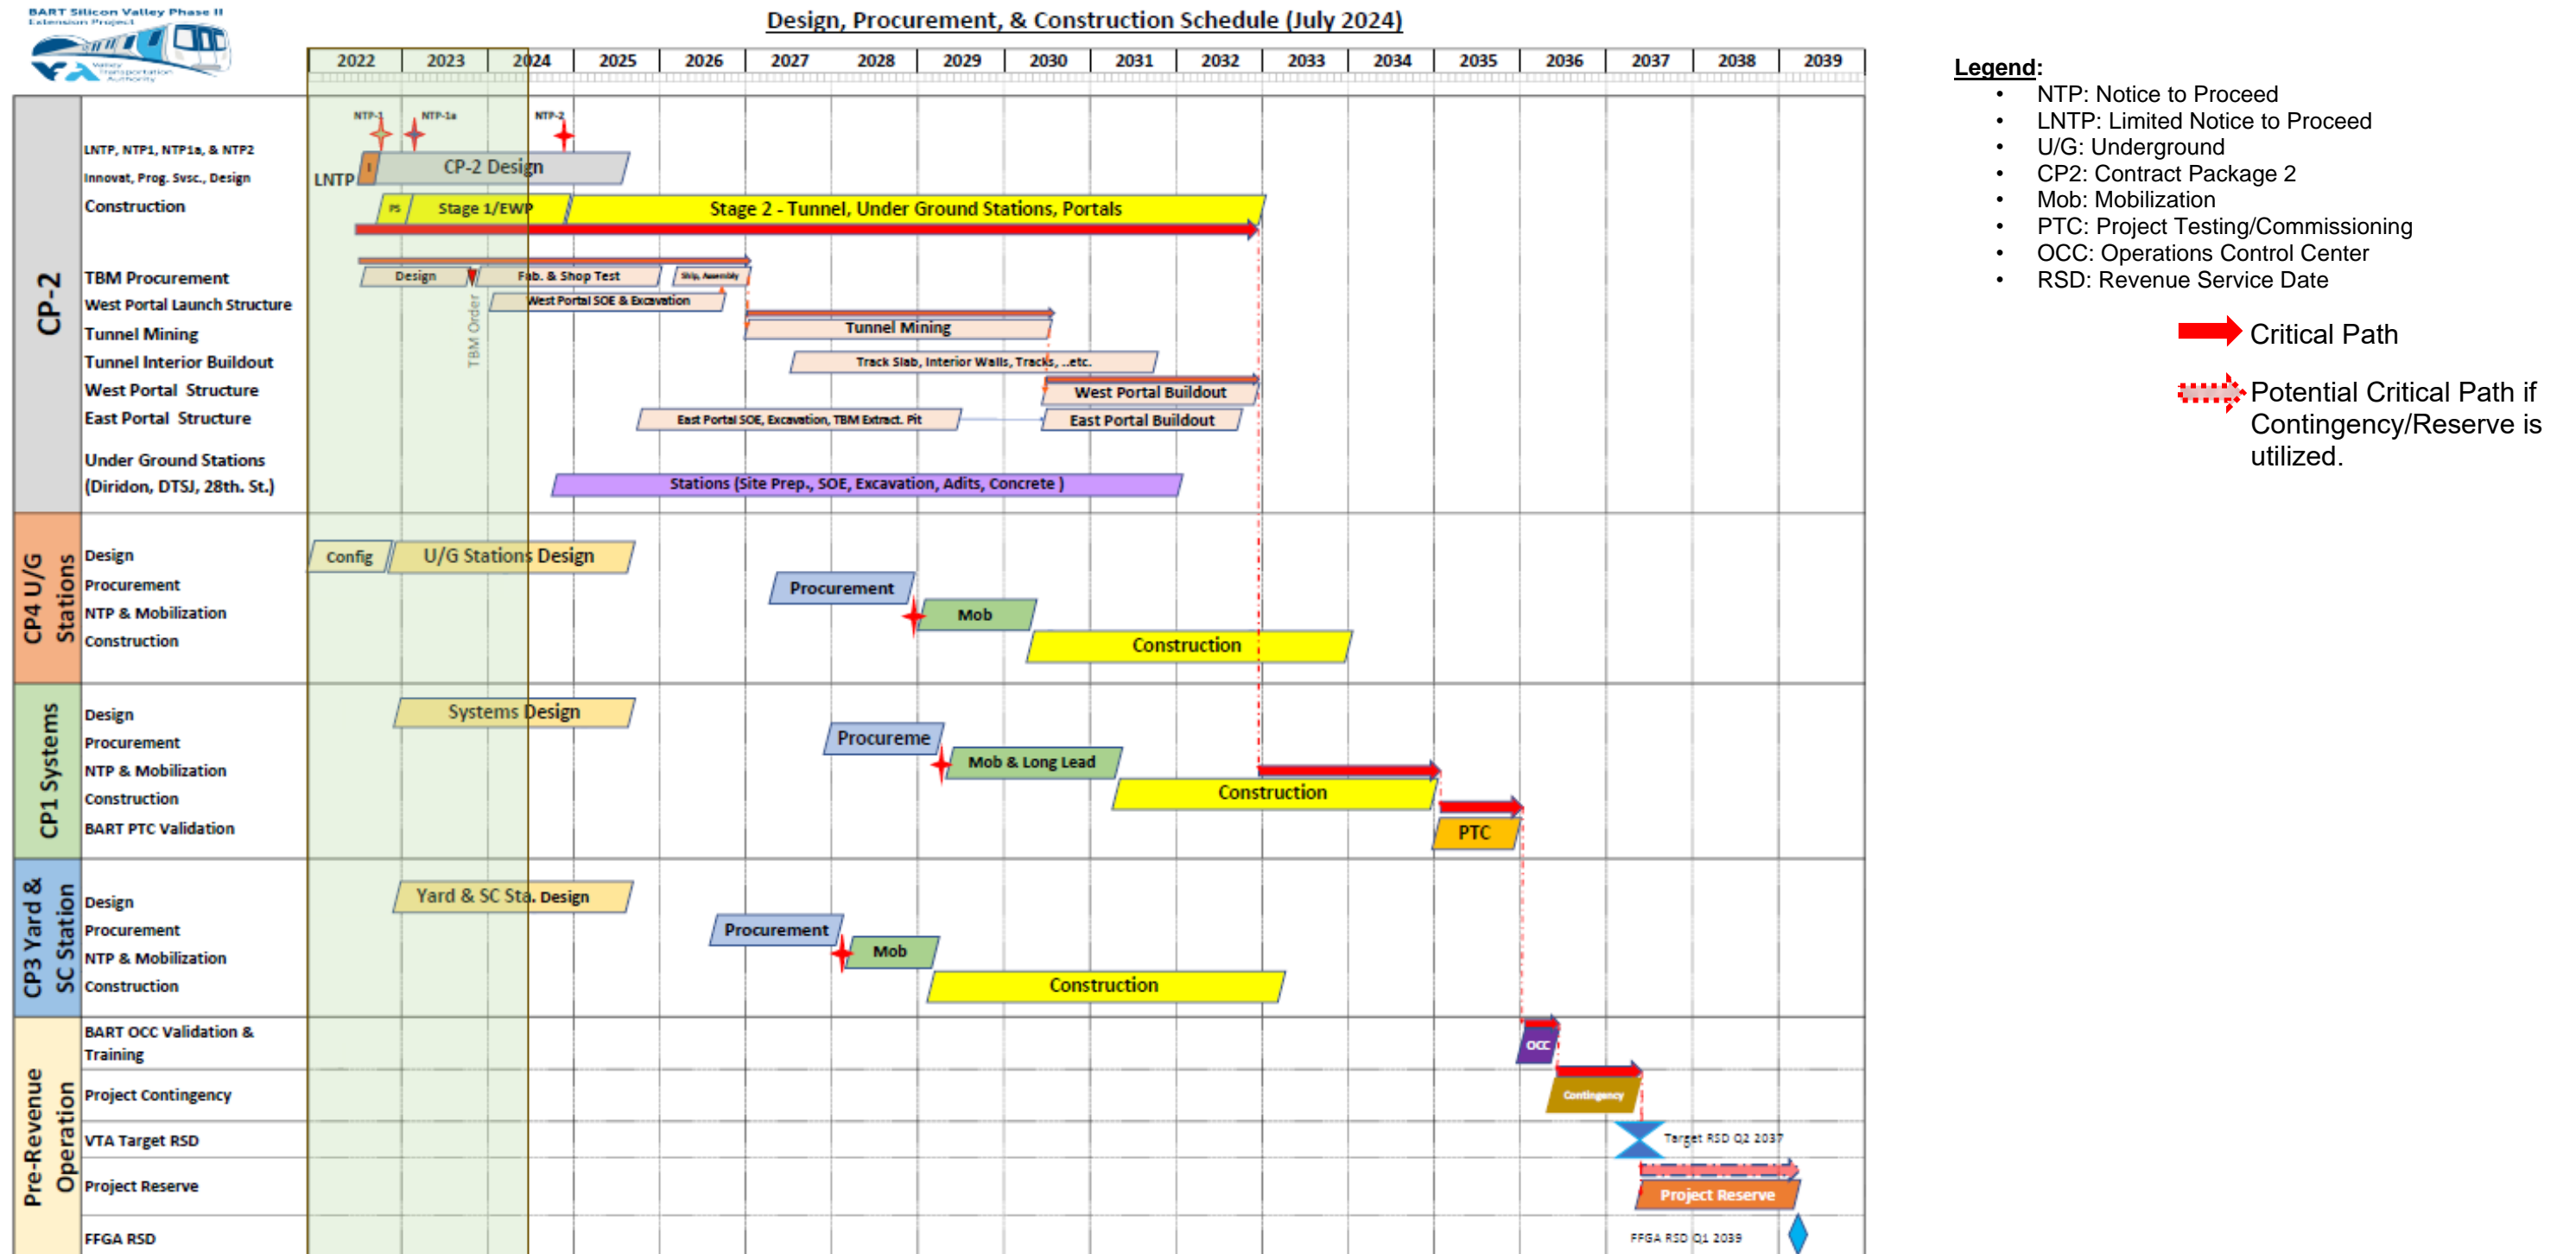 BART Silicon Valley Phase II
Extension Project
Valley
Transportation
Authority
Design, Procurement, & Construction Schedule (July 2024)
2022 2023 2024 2025 2026 2027 2028 2029 2030 2031 2032 2033 2034 2035 2036 2037 2038 2039
CP-2
NTP-1 NTP-1a NTP-2
LNTP, NTP1, NTP1a, & NTP2
Innovat, Prog. Svsc., Design
LNTP I CP-2 Design
Construction
PS Stage 1/EWP Stage 2 - Tunnel, Under Ground Stations, Portals
TBM Procurement
Design Fab. & Shop Test Ship, Assembly
TBM Order
West Portal Launch Structure
West Portal SOE & Excavation
Tunnel Mining
Tunnel Mining
Tunnel Interior Buildout
Track Slab, Interior Walls, Tracks, ..etc.
West Portal Structure
West Portal Buildout
East Portal Structure
East Portal SOE, Excavation, TBM Extract. Pit East Portal Buildout
Under Ground Stations
(Diridon, DTSJ, 28th. St.)
Stations (Site Prep., SOE, Excavation, Adits, Concrete )
CP4 U/G
Stations
Design
Config U/G Stations Design
Procurement
Procurement
NTP & Mobilization
Mob
Construction
Construction
CP1 Systems
Design
Systems Design
Procurement
Procureme
NTP & Mobilization
Mob & Long Lead
Construction
Construction
BART PTC Validation
PTC
CP3 Yard &
SC Station
Design
Yard & SC Sta. Design
Procurement
Procurement
NTP & Mobilization
Mob
Construction
Construction
Pre-Revenue
Operation
BART OCC Validation &
Training
OCC
Project Contingency
Contingency
VTA Target RSD
Target RSD Q2 2037
Project Reserve
Project Reserve
FFGA RSD
FFGA RSD Q1 2039
Legend:
• NTP: Notice to Proceed
• LNTP: Limited Notice to Proceed
• U/G: Underground
• CP2: Contract Package 2
• Mob: Mobilization
• PTC: Project Testing/Commissioning
• OCC: Operations Control Center
• RSD: Revenue Service Date
Critical Path
Potential Critical Path if
Contingency/Reserve is
utilized.